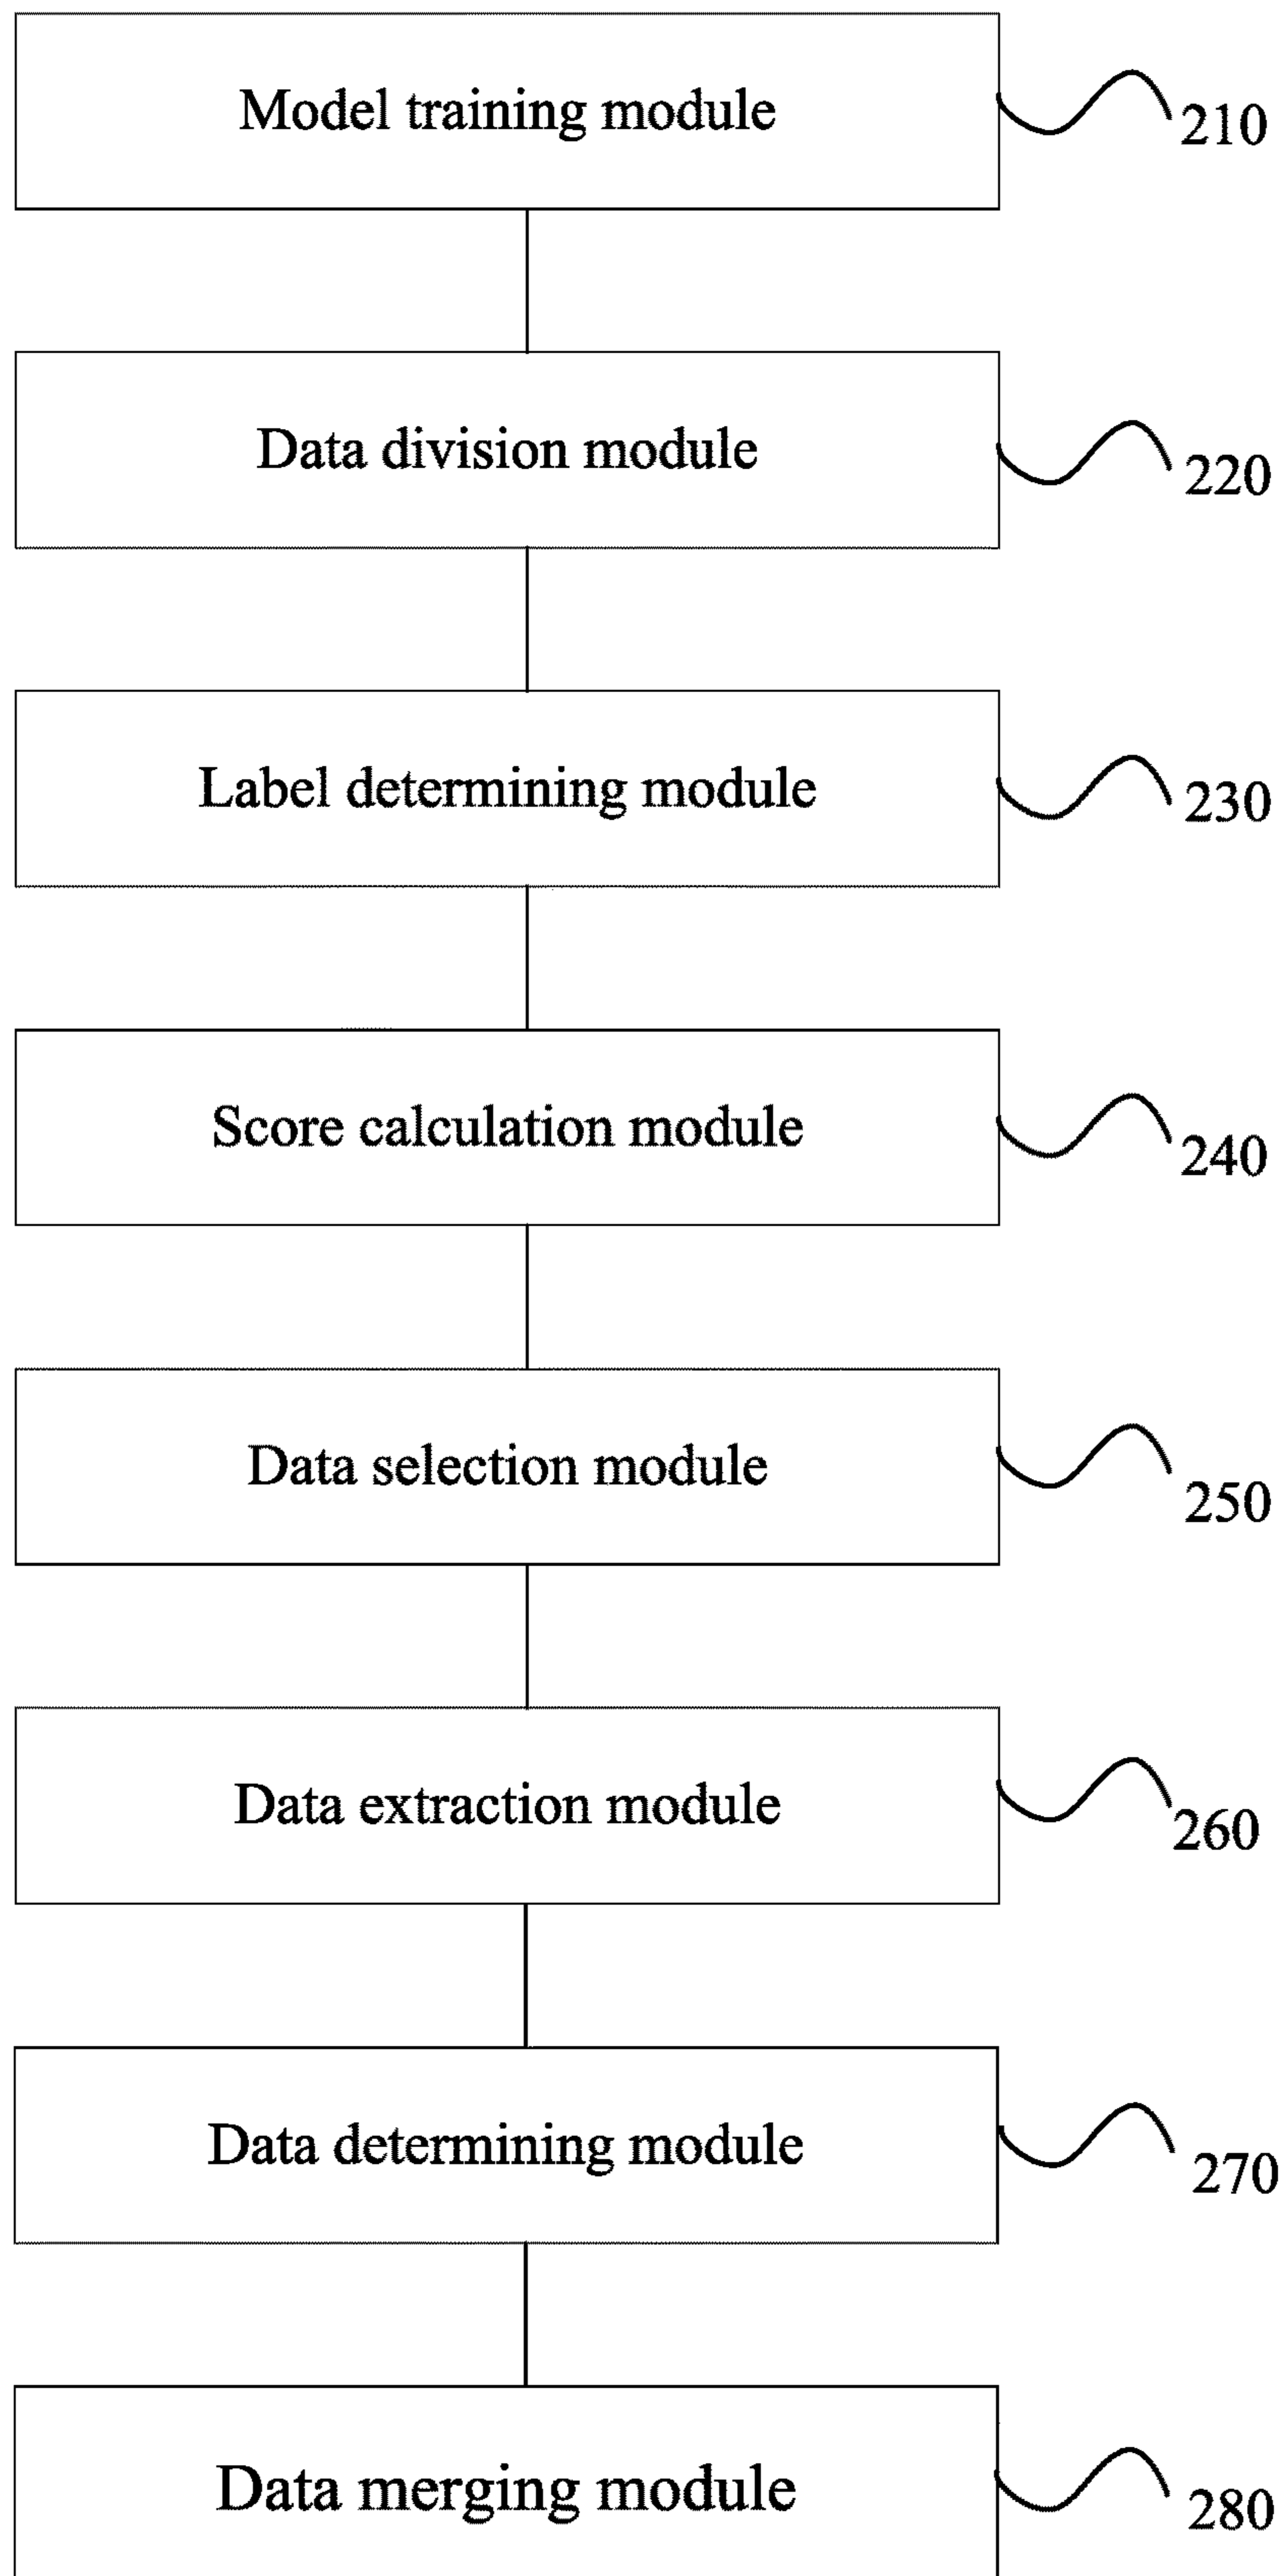 Model training module
210
Data division module
220
Label determining module
230
Score calculation module
240
Data selection module
250
Data extraction module
260
Data determining module
270
Data merging module
280